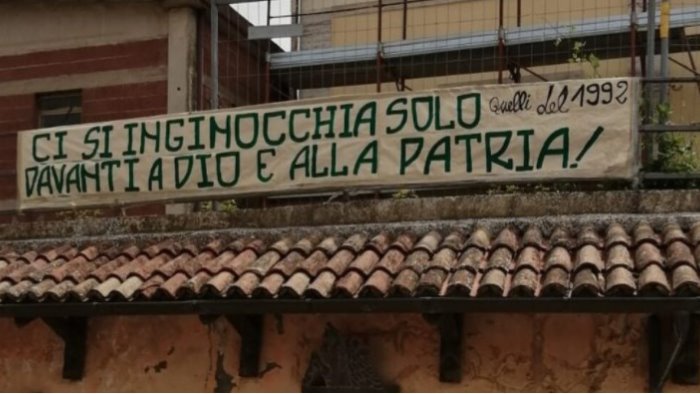 CI SI INGINOCCHIA SOLO Quelli del 1992
DAVANTI A DIO E ALLA PATRIA!